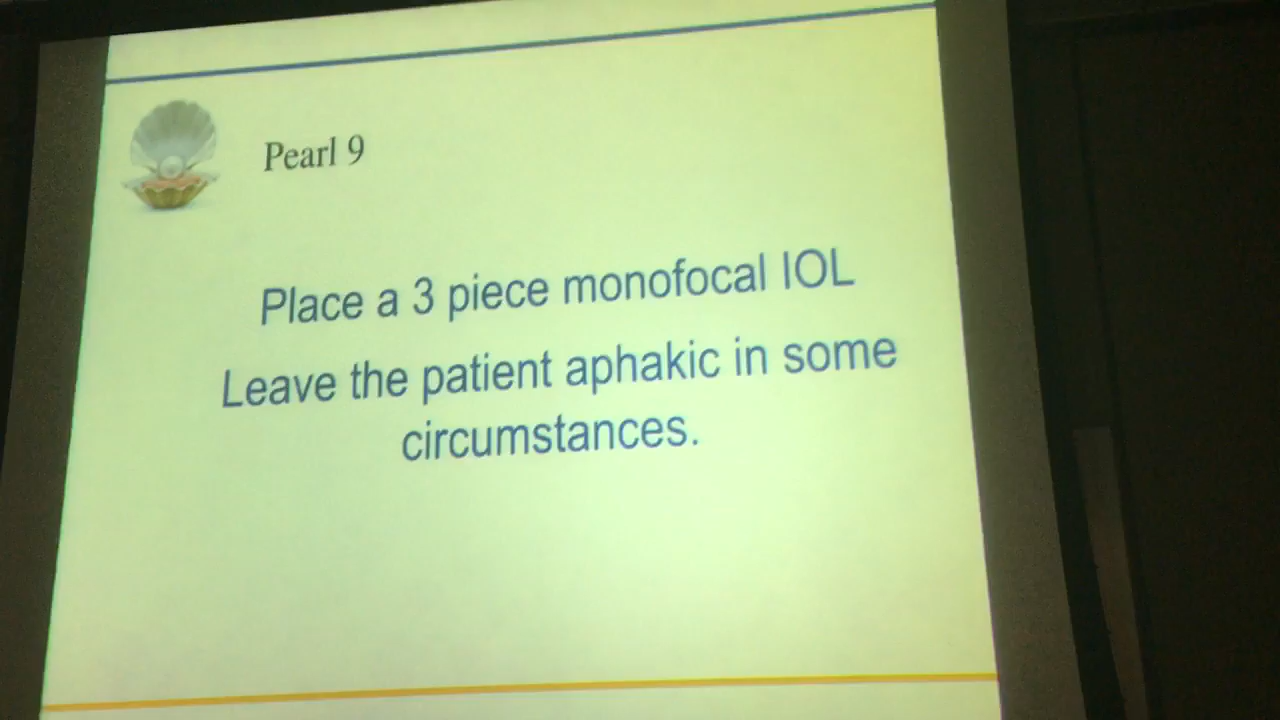 Pearl 9
Place a 3 piece monofocal IOL
Leave the patient aphakic in some
circumstances.